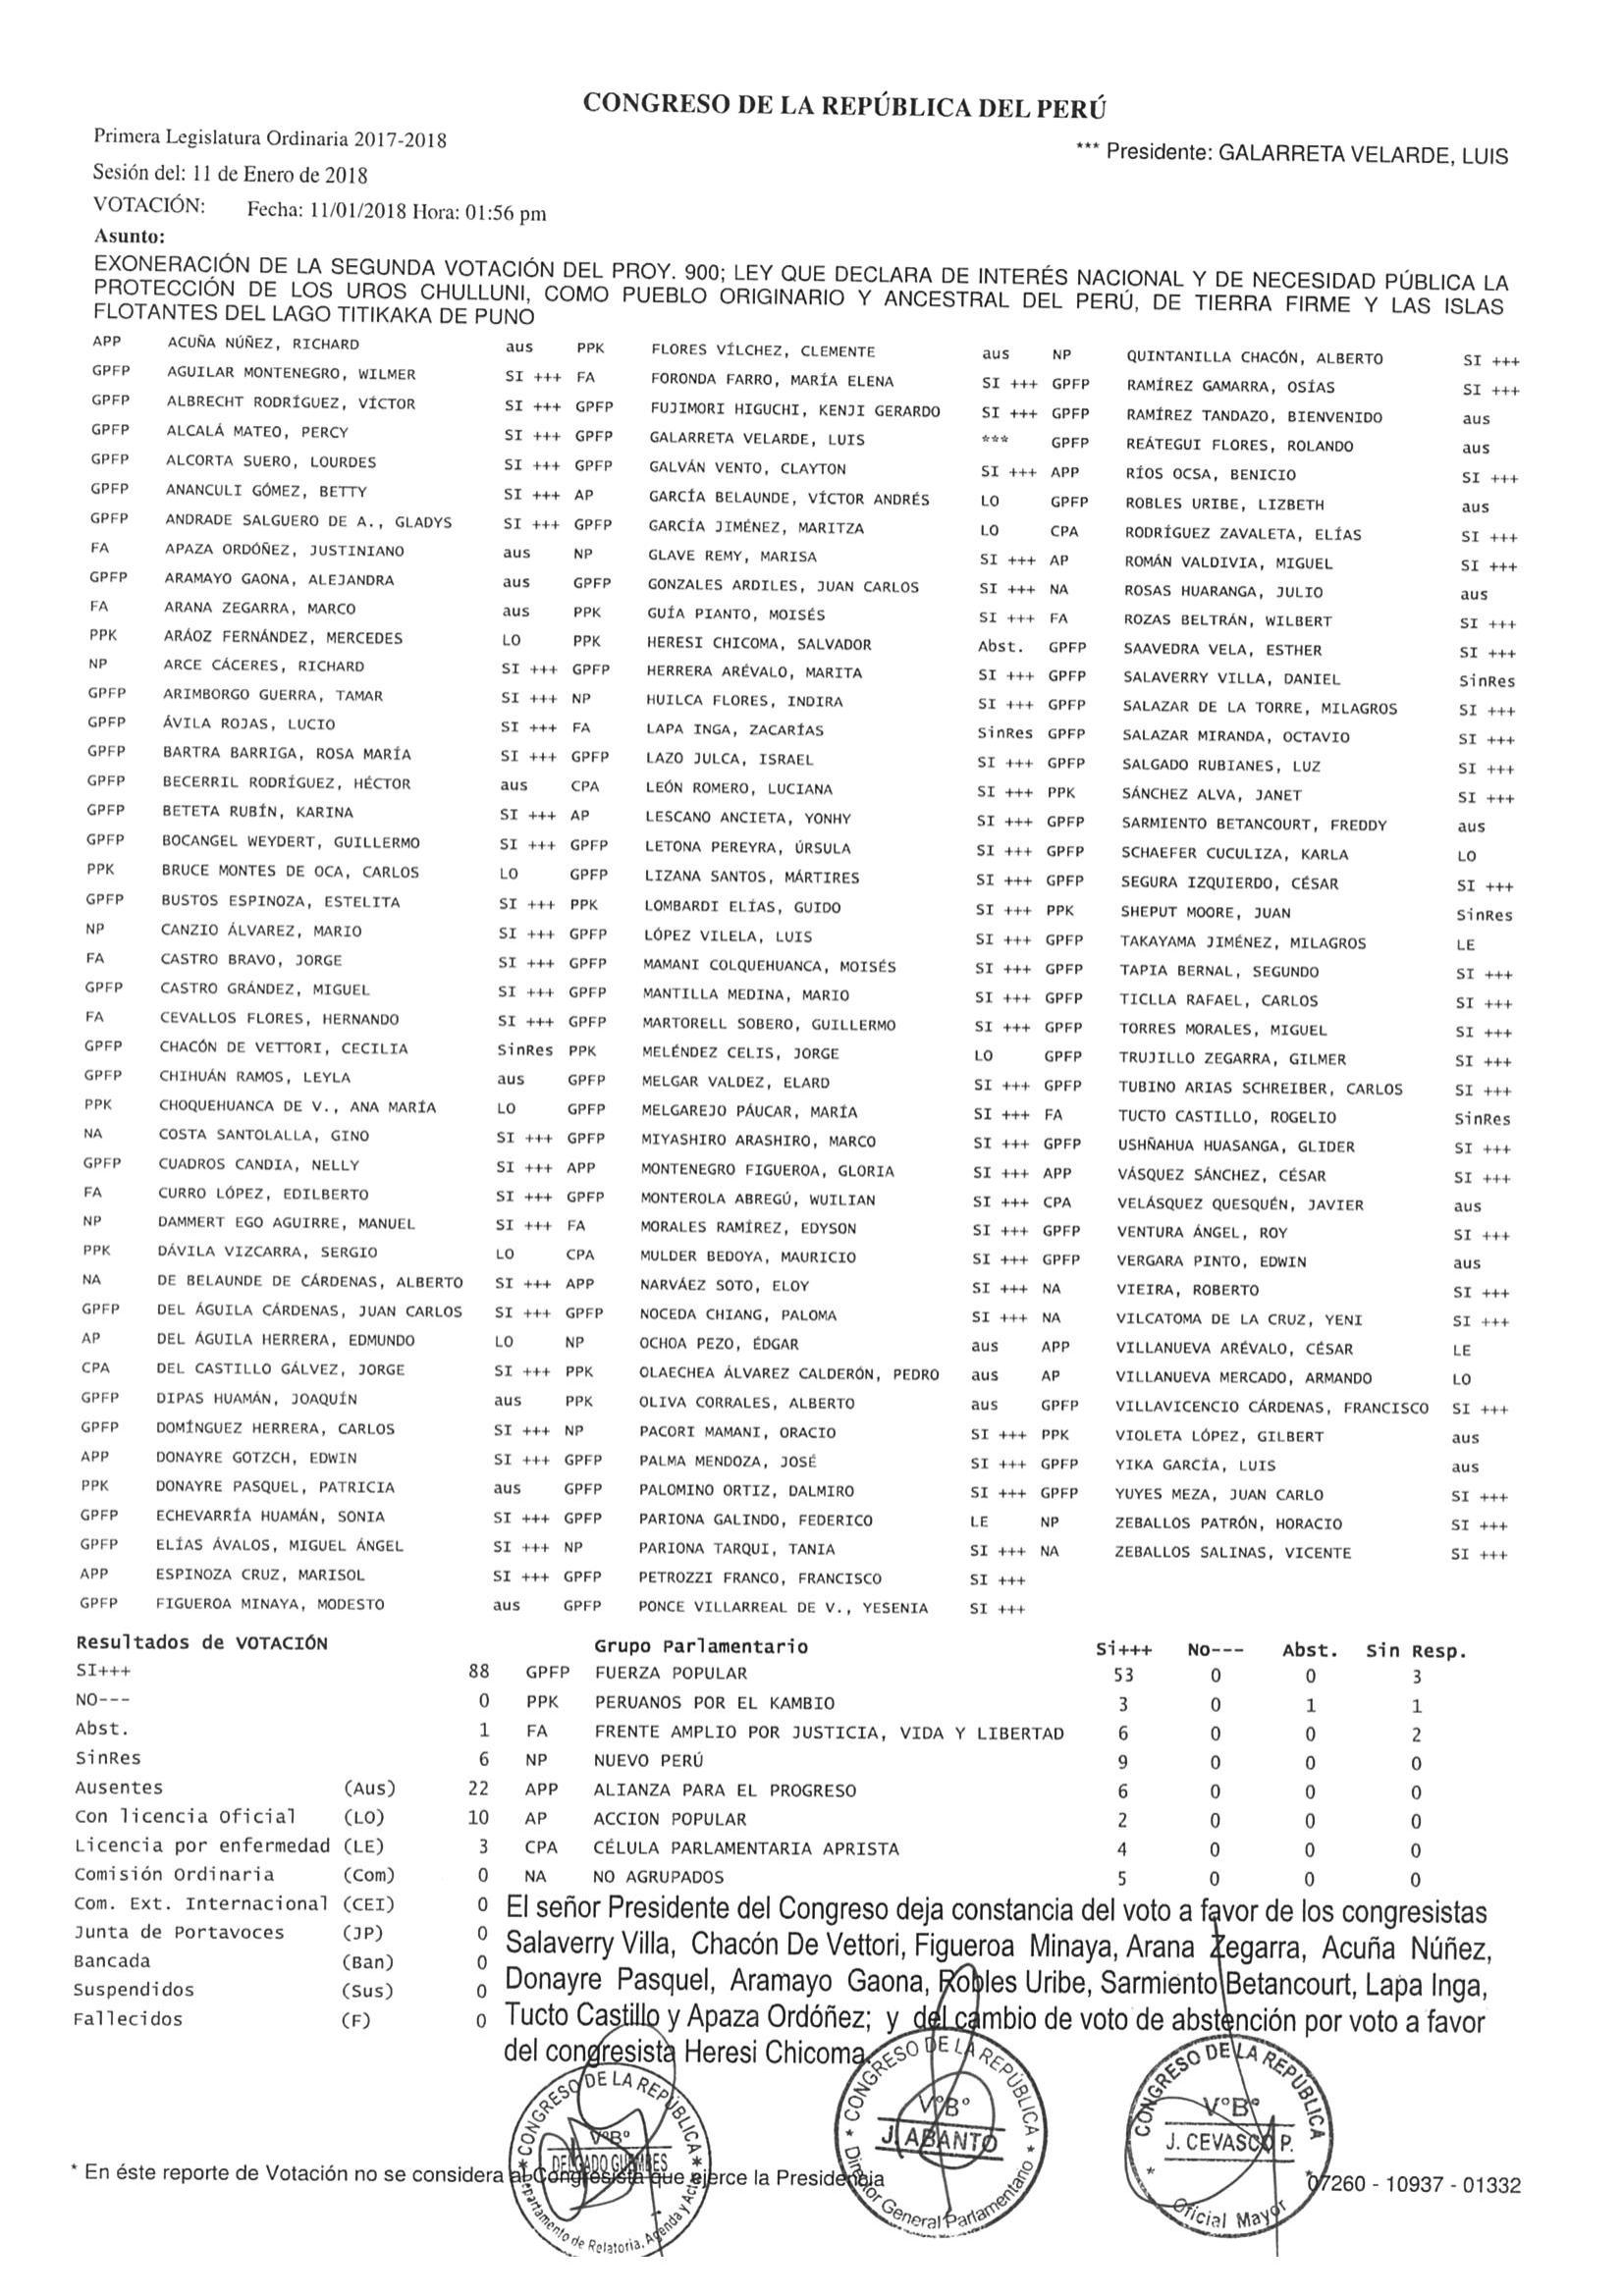 CONGRESO DE LA REPÚBLICA DEL PERÚ
Primera Legislatura Ordinaria 2017-2018
*** Presidente: GALARRETA VELARDE, LUIS
Sesión del: 11 de Enero de 2018
VOTACIÓN: Fecha: 11/01/2018 Hora: 01:56 pm
Asunto:
EXONERACIÓN DE LA SEGUNDA VOTACIÓN DEL PROY. 900; LEY QUE DECLARA DE INTERÉS NACIONAL Y DE NECESIDAD PÚBLICA LA
PROTECCIÓN DE LOS UROS CHULLUNI, COMO PUEBLO ORIGINARIO Y ANCESTRAL DEL PERÚ, DE TIERRA FIRME Y LAS ISLAS
FLOTANTES DEL LAGO TITIKAKA DE PUNO
APP ACUÑA NÚÑEZ, RICHARD aus PPK FLORES VÍLCHEZ, CLEMENTE aus NP QUINTANILLA CHACÓN, ALBERTO SI +++
GPFP AGUILAR MONTENEGRO, WILMER SI +++ FA FORONDA FARRO, MARÍA ELENA SI +++ GPFP RAMÍREZ GAMARRA, OSÍAS SI +++
GPFP ALBRECHT RODRÍGUEZ, VÍCTOR SI +++ GPFP FUJIMORI HIGUCHI, KENJI GERARDO SI +++ GPFP RAMÍREZ TANDAZO, BIENVENIDO aus
GPFP ALCALÁ MATEO, PERCY SI +++ GPFP GALARRETA VELARDE, LUIS *** GPFP REÁTEGUI FLORES, ROLANDO aus
GPFP ALCORTA SUERO, LOURDES SI +++ GPFP GALVÁN VENTO, CLAYTON SI +++ APP RÍOS OCSA, BENICIO SI +++
GPFP ANANCULI GÓMEZ, BETTY SI +++ AP GARCÍA BELAUNDE, VÍCTOR ANDRÉS LO GPFP ROBLES URIBE, LIZBETH aus
GPFP ANDRADE SALGUERO DE A., GLADYS SI +++ GPFP GARCÍA JIMÉNEZ, MARITZA LO CPA RODRÍGUEZ ZAVALETA, ELÍAS SI +++
FA APAZA ORDÓÑEZ, JUSTINIANO aus NP GLAVE REMY, MARISA SI +++ AP ROMÁN VALDIVIA, MIGUEL SI +++
GPFP ARAMAYO GAONA, ALEJANDRA aus GPFP GONZALES ARDILES, JUAN CARLOS SI +++ NA ROSAS HUARANGA, JULIO aus
FA ARANA ZEGARRA, MARCO aus PPK GUÍA PIANTO, MOISÉS SI +++ FA ROZAS BELTRÁN, WILBERT SI +++
PPK ARÁOZ FERNÁNDEZ, MERCEDES LO PPK HERESI CHICOMA, SALVADOR Abst. GPFP SAAVEDRA VELA, ESTHER SI +++
NP ARCE CÁCERES, RICHARD SI +++ GPFP HERRERA ARÉVALO, MARITA SI +++ GPFP SALAVERRY VILLA, DANIEL SinRes
GPFP ARIMBORGO GUERRA, TAMAR SI +++ NP HUILCA FLORES, INDIRA SI +++ GPFP SALAZAR DE LA TORRE, MILAGROS SI +++
GPFP ÁVILA ROJAS, LUCIO SI +++ FA LAPA INGA, ZACARÍAS SinRes GPFP SALAZAR MIRANDA, OCTAVIO SI +++
GPFP BARTRA BARRIGA, ROSA MARÍA SI +++ GPFP LAZO JULCA, ISRAEL SI +++ GPFP SALGADO RUBIANES, LUZ SI +++
GPFP BECERRIL RODRÍGUEZ, HÉCTOR aus CPA LEÓN ROMERO, LUCIANA SI +++ PPK SÁNCHEZ ALVA, JANET SI +++
GPFP BETETA RUBÍN, KARINA SI +++ AP LESCANO ANCIETA, YONHY SI +++ GPFP SARMIENTO BETANCOURT, FREDDY aus
GPFP BOCANGEL WEYDERT, GUILLERMO SI +++ GPFP LETONA PEREYRA, ÚRSULA SI +++ GPFP SCHAEFER CUCULIZA, KARLA LO
PPK BRUCE MONTES DE OCA, CARLOS LO GPFP LIZANA SANTOS, MÁRTIRES SI +++ GPFP SEGURA IZQUIERDO, CÉSAR SI +++
GPFP BUSTOS ESPINOZA, ESTELITA SI +++ PPK LOMBARDI ELÍAS, GUIDO SI +++ PPK SHEPUT MOORE, JUAN SinRes
NP CANZIO ÁLVAREZ, MARIO SI +++ GPFP LÓPEZ VILELA, LUIS SI +++ GPFP TAKAYAMA JIMÉNEZ, MILAGROS LE
FA CASTRO BRAVO, JORGE SI +++ GPFP MAMANI COLQUEHUANCA, MOISÉS SI +++ GPFP TAPIA BERNAL, SEGUNDO SI +++
GPFP CASTRO GRÁNDEZ, MIGUEL SI +++ GPFP MANTILLA MEDINA, MARIO SI +++ GPFP TICLLA RAFAEL, CARLOS SI +++
FA CEVALLOS FLORES, HERNANDO SI +++ GPFP MARTORELL SOBERO, GUILLERMO SI +++ GPFP TORRES MORALES, MIGUEL SI +++
GPFP CHACÓN DE VETTORI, CECILIA SinRes PPK MELÉNDEZ CELIS, JORGE LO GPFP TRUJILLO ZEGARRA, GILMER SI +++
GPFP CHIHUÁN RAMOS, LEYLA aus GPFP MELGAR VALDEZ, ELARD SI +++ GPFP TUBINO ARIAS SCHREIBER, CARLOS SI +++
PPK CHOQUEHUANCA DE V., ANA MARÍA LO GPFP MELGAREJO PÁUCAR, MARÍA SI +++ FA TUCTO CASTILLO, ROGELIO SinRes
NA COSTA SANTOLALLA, GINO SI +++ GPFP MIYASHIRO ARASHIRO, MARCO SI +++ GPFP USHÑAHUA HUASANGA, GLIDER SI +++
GPFP CUADROS CANDIA, NELLY SI +++ APP MONTENEGRO FIGUEROA, GLORIA SI +++ APP VÁSQUEZ SÁNCHEZ, CÉSAR SI +++
FA CURRO LÓPEZ, EDILBERTO SI +++ GPFP MONTEROLA ABREGÚ, WUILIAN SI +++ CPA VELÁSQUEZ QUESQUÉN, JAVIER aus
NP DAMMERT EGO AGUIRRE, MANUEL SI +++ FA MORALES RAMÍREZ, EDYSON SI +++ GPFP VENTURA ÁNGEL, ROY SI +++
PPK DÁVILA VIZCARRA, SERGIO LO CPA MULDER BEDOYA, MAURICIO SI +++ GPFP VERGARA PINTO, EDWIN aus
NA DE BELAUNDE DE CÁRDENAS, ALBERTO SI +++ APP NARVÁEZ SOTO, ELOY SI +++ NA VIEIRA, ROBERTO SI +++
GPFP DEL ÁGUILA CÁRDENAS, JUAN CARLOS SI +++ GPFP NOCEDA CHIANG, PALOMA SI +++ NA VILCATOMA DE LA CRUZ, YENI SI +++
AP DEL ÁGUILA HERRERA, EDMUNDO LO NP OCHOA PEZO, ÉDGAR aus APP VILLANUEVA ARÉVALO, CÉSAR LE
CPA DEL CASTILLO GÁLVEZ, JORGE SI +++ PPK OLAECHEA ÁLVAREZ CALDERÓN, PEDRO aus AP VILLANUEVA MERCADO, ARMANDO LO
GPFP DIPAS HUAMÁN, JOAQUÍN aus PPK OLIVA CORRALES, ALBERTO aus GPFP VILLAVICENCIO CÁRDENAS, FRANCISCO SI +++
GPFP DOMÍNGUEZ HERRERA, CARLOS SI +++ NP PACORI MAMANI, ORACIO SI +++ PPK VIOLETA LÓPEZ, GILBERT aus
APP DONAYRE GOTZCH, EDWIN SI +++ GPFP PALMA MENDOZA, JOSÉ SI +++ GPFP YIKA GARCÍA, LUIS aus
PPK DONAYRE PASQUEL, PATRICIA aus GPFP PALOMINO ORTIZ, DALMIRO SI +++ GPFP YUYES MEZA, JUAN CARLO SI +++
GPFP ECHEVARRÍA HUAMÁN, SONIA SI +++ GPFP PARIONA GALINDO, FEDERICO LE NP ZEBALLOS PATRÓN, HORACIO SI +++
GPFP ELÍAS ÁVALOS, MIGUEL ÁNGEL SI +++ NP PARIONA TARQUI, TANIA SI +++ NA ZEBALLOS SALINAS, VICENTE SI +++
APP ESPINOZA CRUZ, MARISOL SI +++ GPFP PETROZZI FRANCO, FRANCISCO SI +++
GPFP FIGUEROA MINAYA, MODESTO aus GPFP PONCE VILLARREAL DE V., YESENIA SI +++
Resultados de VOTACIÓN Grupo Parlamentario Si+++ No--- Abst. Sin Resp.
SI+++ 88 GPFP FUERZA POPULAR 53 0 0 3
NO--- 0 PPK PERUANOS POR EL KAMBIO 3 0 1 1
Abst. 1 FA FRENTE AMPLIO POR JUSTICIA, VIDA Y LIBERTAD 6 0 0 2
SinRes 6 NP NUEVO PERÚ 9 0 0 0
Ausentes (Aus) 22 APP ALIANZA PARA EL PROGRESO 6 0 0 0
Con licencia Oficial (LO) 10 AP ACCION POPULAR 2 0 0 0
Licencia por enfermedad (LE) 3 CPA CÉLULA PARLAMENTARIA APRISTA 4 0 0 0
Comisión Ordinaria (Com) 0 NA NO AGRUPADOS 5 0 0 0
Com. Ext. Internacional (CEI) 0
Junta de Portavoces (JP) 0
Bancada (Ban) 0
Suspendidos (Sus) 0
Fallecidos (F) 0
El señor Presidente del Congreso deja constancia del voto a favor de los congresistas
Salaverry Villa, Chacón De Vettori, Figueroa Minaya, Arana Zegarra, Acuña Núñez,
Donayre Pasquel, Aramayo Gaona, Robles Uribe, Sarmiento Betancourt, Lapa Inga,
Tucto Castillo y Apaza Ordóñez; y del cambio de voto de abstención por voto a favor
del congresista Heresi Chicoma.
CONGRESO DE LA REPÚBLICA
V°B°
DELGADO
Departamento de Relatoria, Agenda y Actas
CONGRESO DE LA REPÚBLICA
V°B°
J. ABANTO
Director General Parlamentario
CONGRESO DE LA REPÚBLICA
V°B°
J. CEVASCO P.
Oficial Mayor
* En éste reporte de Votación no se considera al Congresista que ejerce la Presidencia
07260 - 10937 - 01332